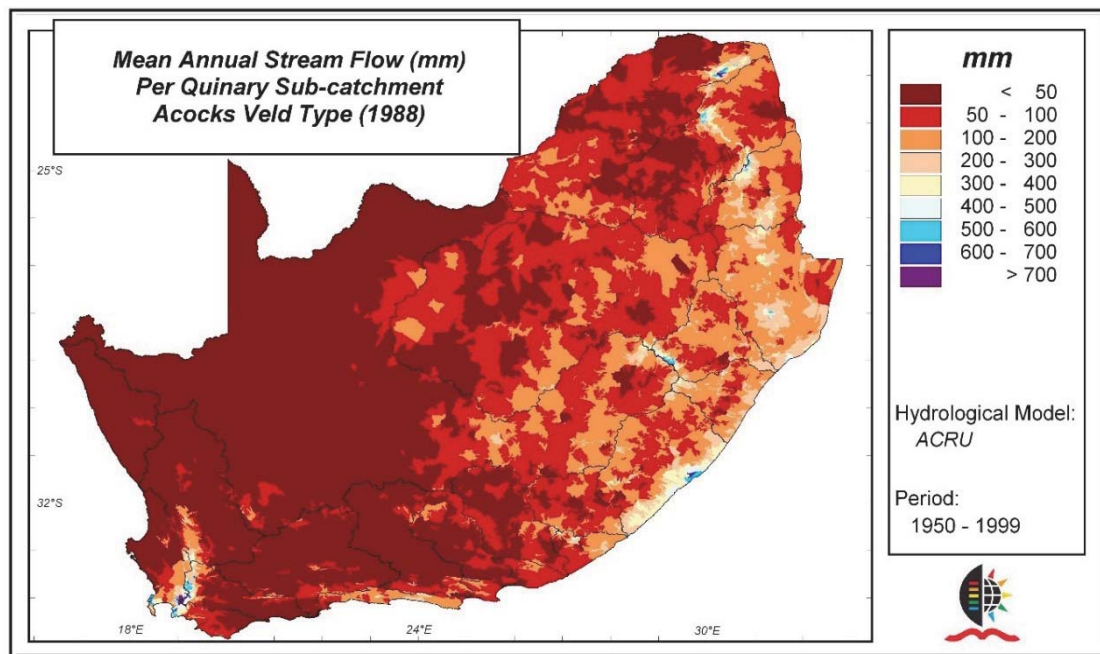 Mean Annual Stream Flow (mm)
Per Quinary Sub-catchment
Acocks Veld Type (1988)
mm
< 50
50 - 100
100 - 200
200 - 300
300 - 400
400 - 500
500 - 600
600 - 700
> 700
Hydrological Model:
ACRU
Period:
1950 - 1999
25°S
32°S
18°E
24°E
30°E